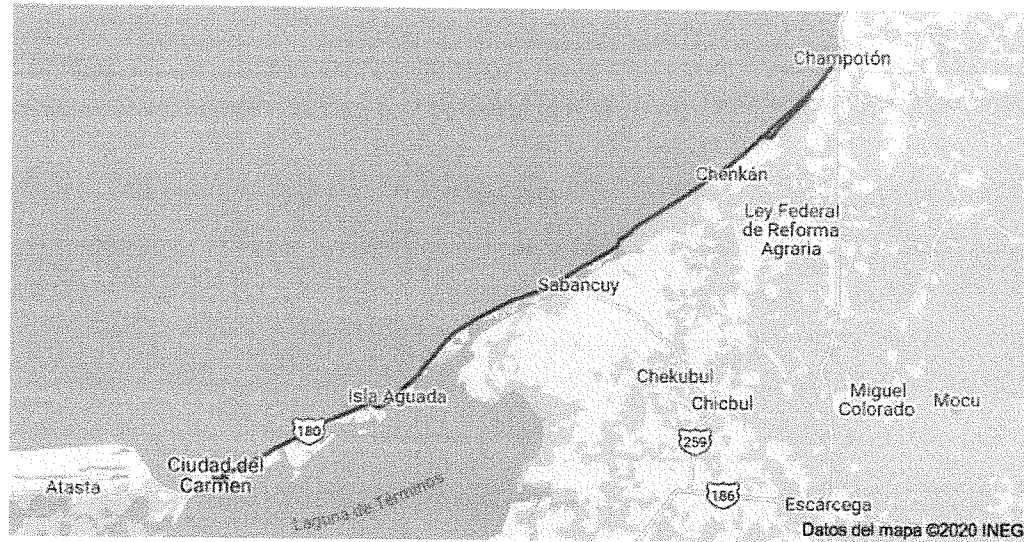 Champotón
Chenkán
Ley Federal
de Reforma
Agraria
Sabancuy
Chekubul
Isla Aguada
Chicbul
Miguel
Colorado
Mocu
180
259
Ciudad del
Carmen
Atasta
Laguna de Términos
186
Escárcega
Datos del mapa ©2020 INEG